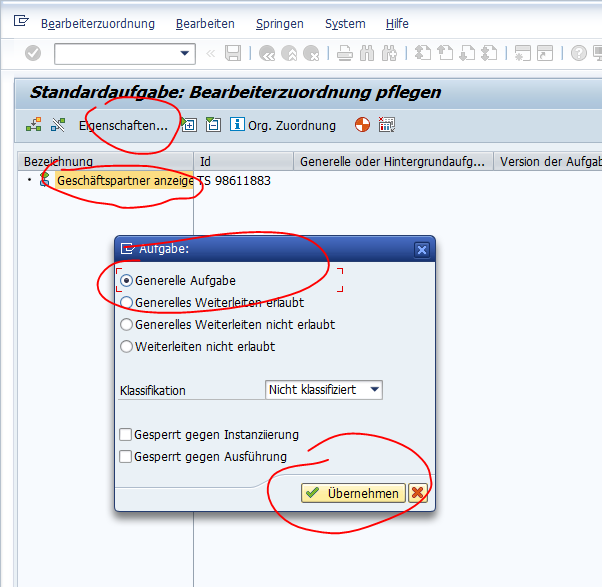 Bearbeiterzuordnung Bearbeiten Springen System Hilfe
Standardaufgabe: Bearbeiterzuordnung pflegen
Eigenschaften... Org. Zuordnung
Bezeichnung Id Generelle oder Hintergrundaufg... Version der Aufgab
Geschäftspartner anzeige TS 98611883
Aufgabe:
Generelle Aufgabe
Generelles Weiterleiten erlaubt
Generelles Weiterleiten nicht erlaubt
Weiterleiten nicht erlaubt
Klassifikation Nicht klassifiziert
Gesperrt gegen Instanziierung
Gesperrt gegen Ausführung
Übernehmen